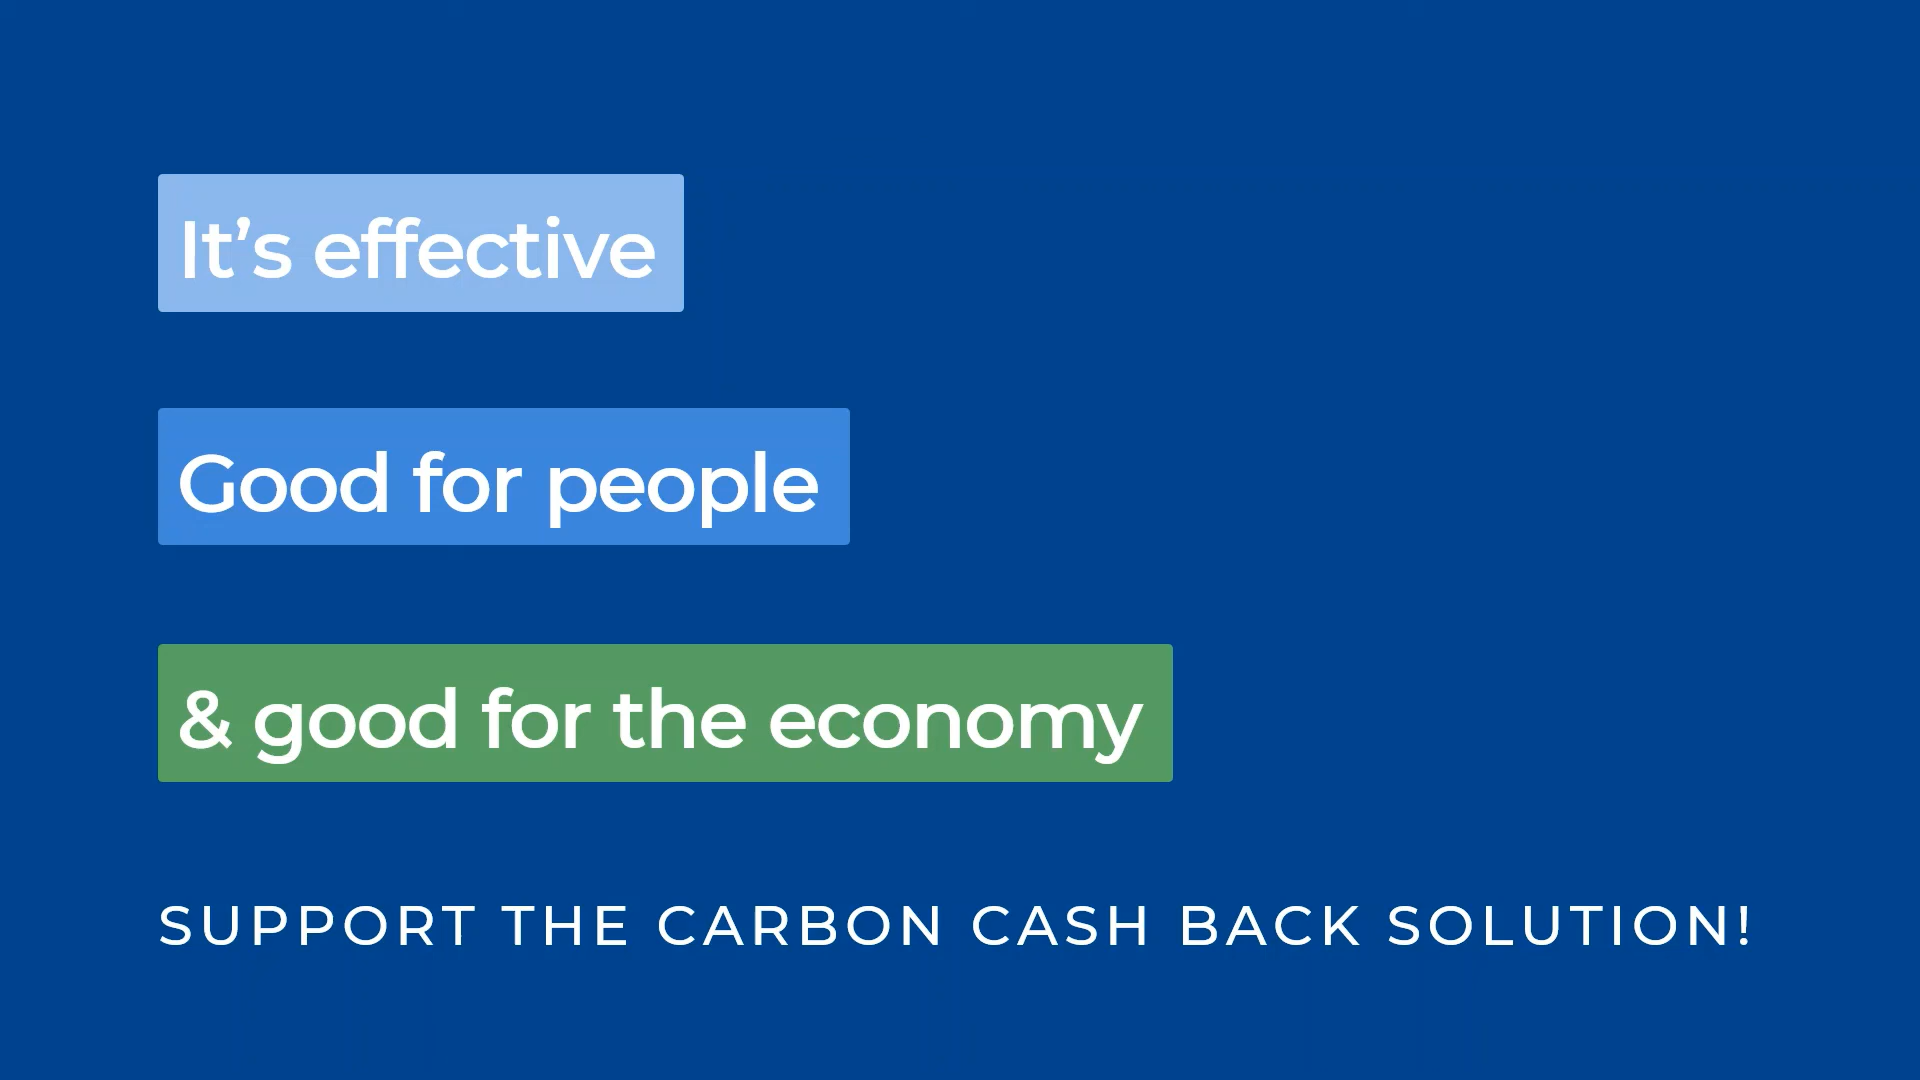 It’s effective
Good for people
& good for the economy
SUPPORT THE CARBON CASH BACK SOLUTION!